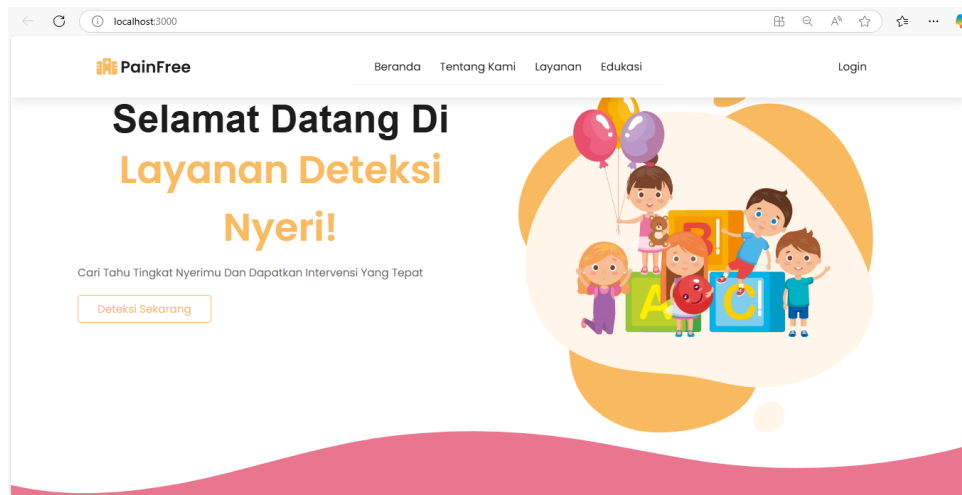 localhost:3000
PainFree
Beranda Tentang Kami Layanan Edukasi
Login
Selamat Datang Di
Layanan Deteksi
Nyeri!
Cari Tahu Tingkat Nyerimu Dan Dapatkan Intervensi Yang Tepat
Deteksi Sekarang
B!
A
C!